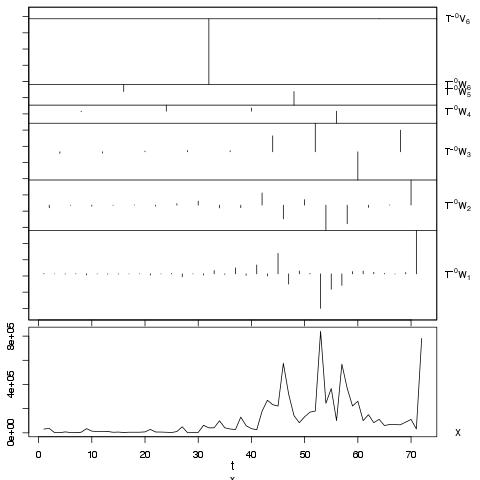 T⁻⁰V₆
T⁻⁰W₆
T⁻⁰W₅
T⁻⁰W₄
T⁻⁰W₃
T⁻⁰W₂
T⁻⁰W₁
8e+05
4e+05
0e+00
X
0 10 20 30 40 50 60 70
t
x